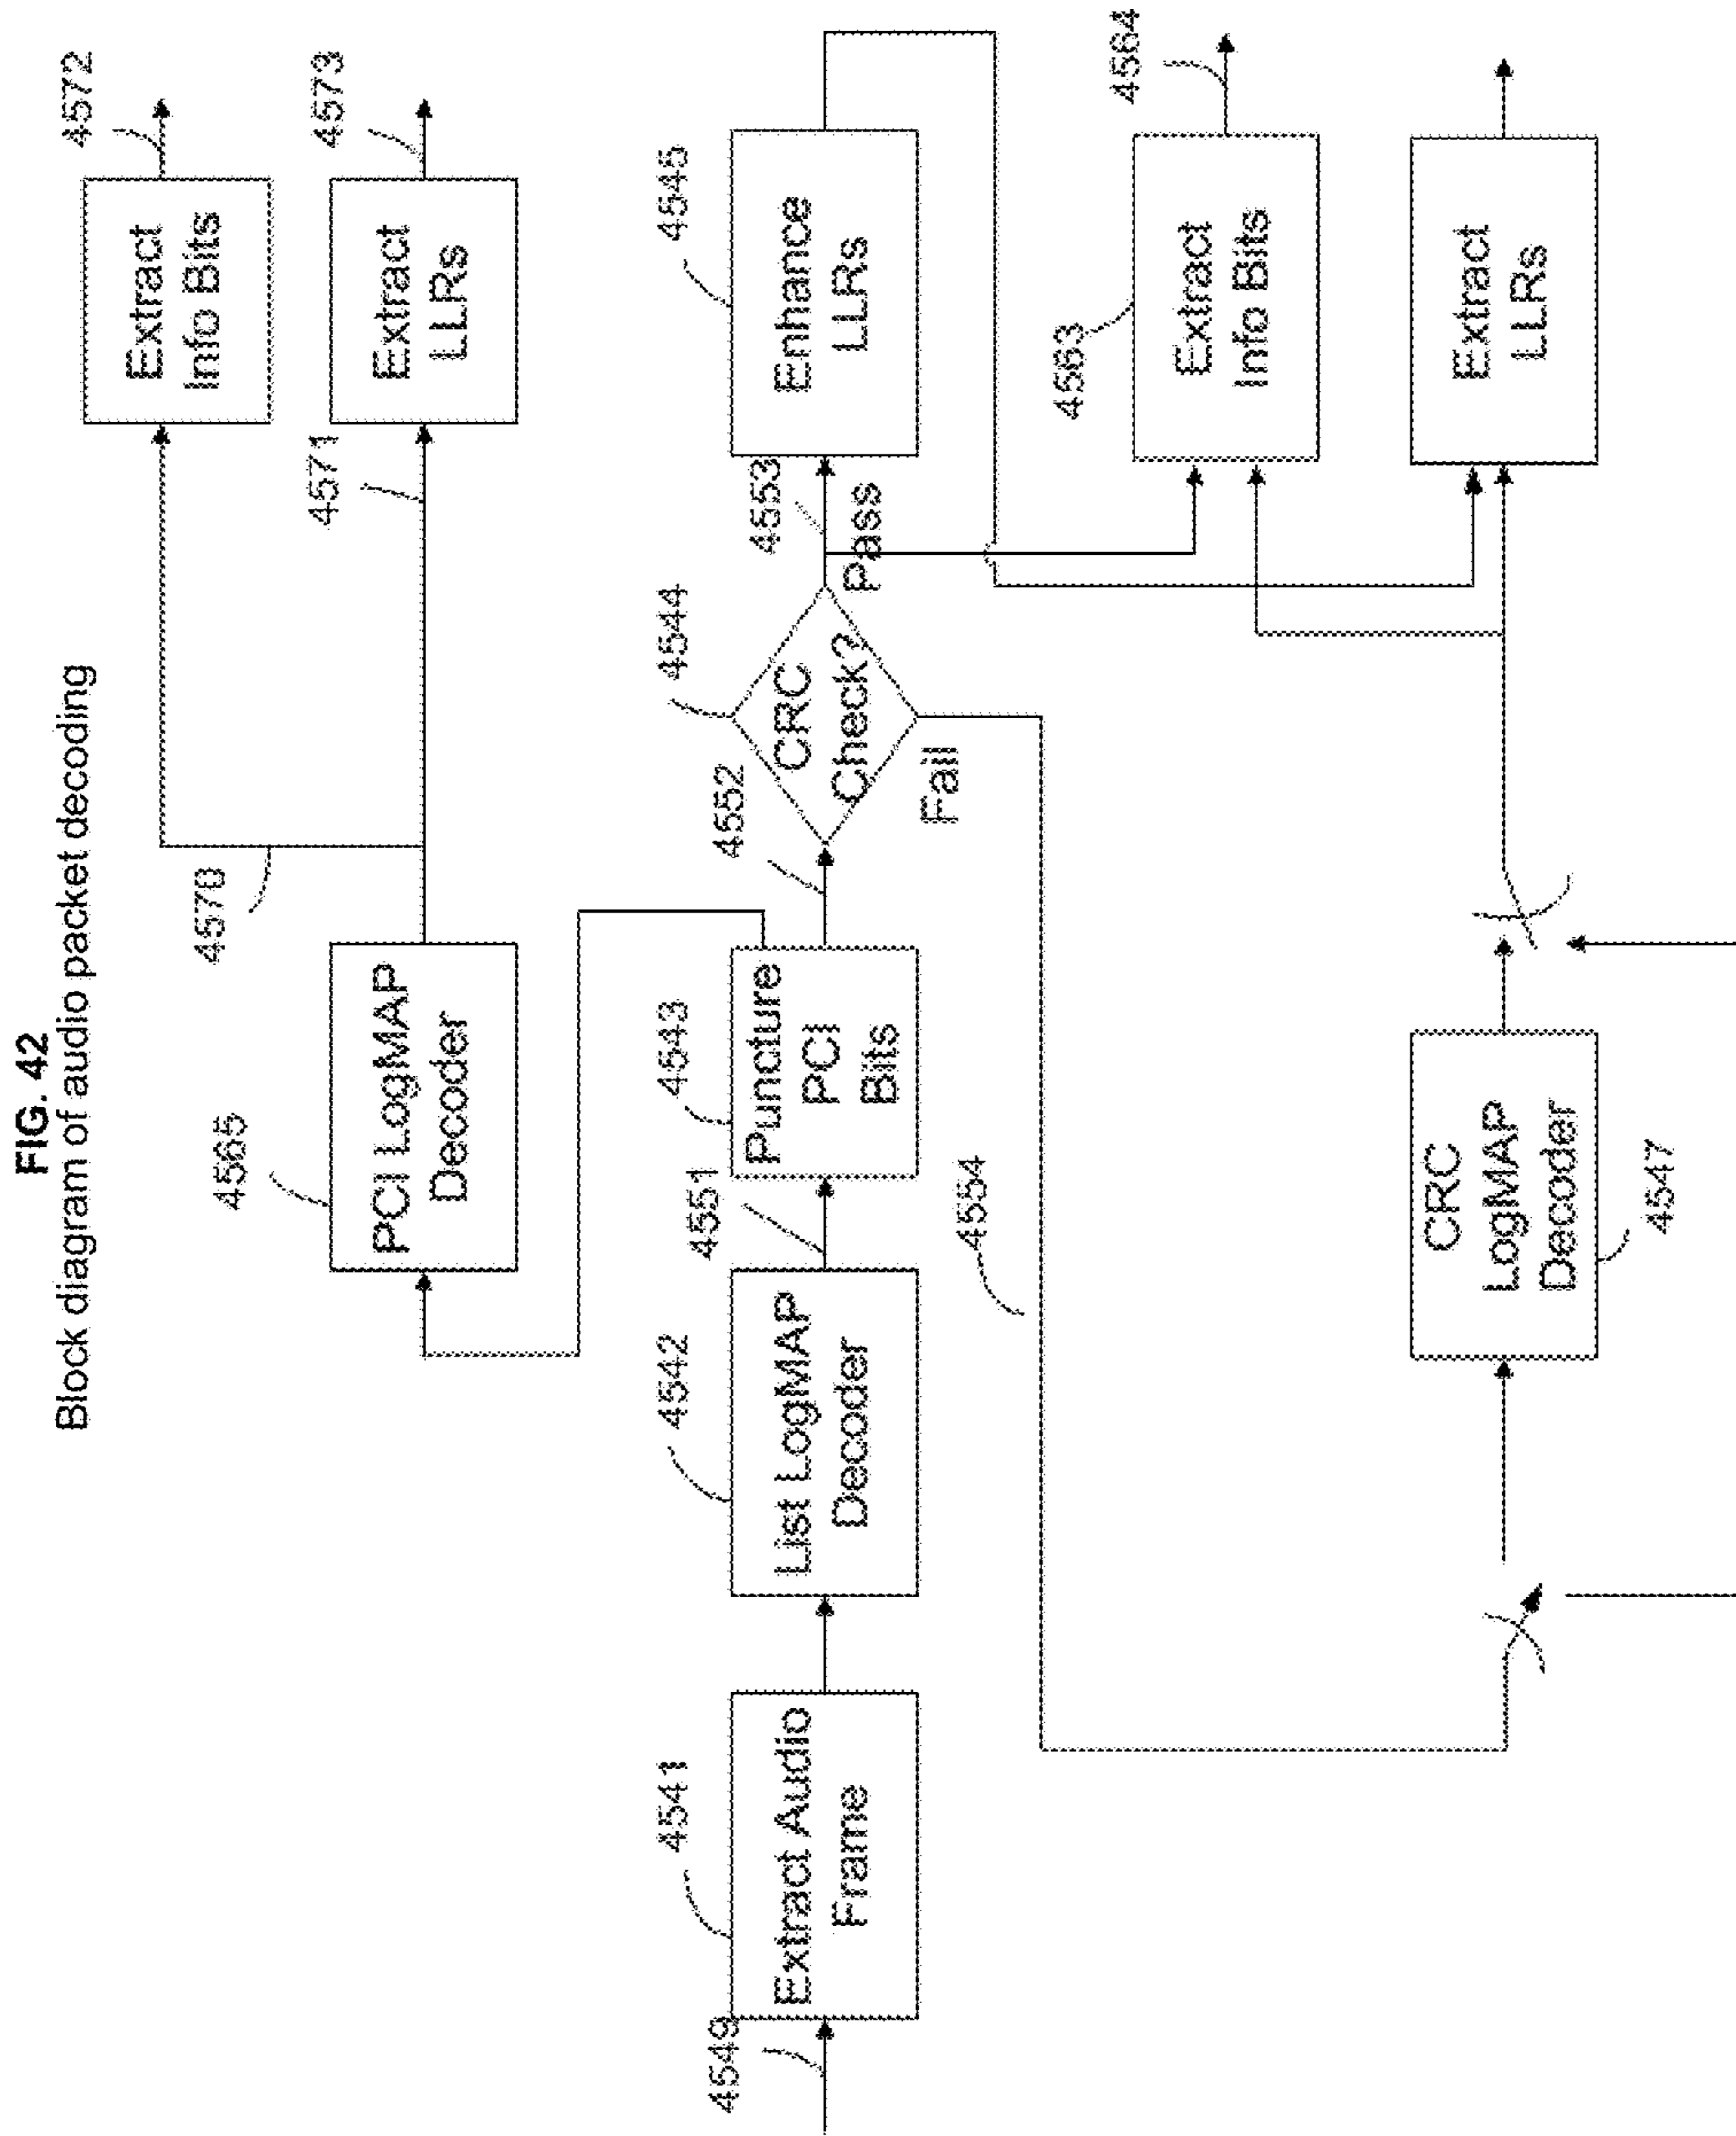 FIG. 42
Block diagram of audio packet decoding
4572
Extract
Info Bits
4573
Extract
LLRs
4571
4570
4565
PCI LogMAP
Decoder
4549
4541
Extract Audio
Frame
4542
List LogMAP
Decoder
4551
4543
Puncture
PCI
Bits
4552
4544
CRC
Check?
4553
Pass
Fail
4545
Enhance
LLRs
4554
4563
Extract
Info Bits
4564
CRC
LogMAP
Decoder
4547
Extract
LLRs